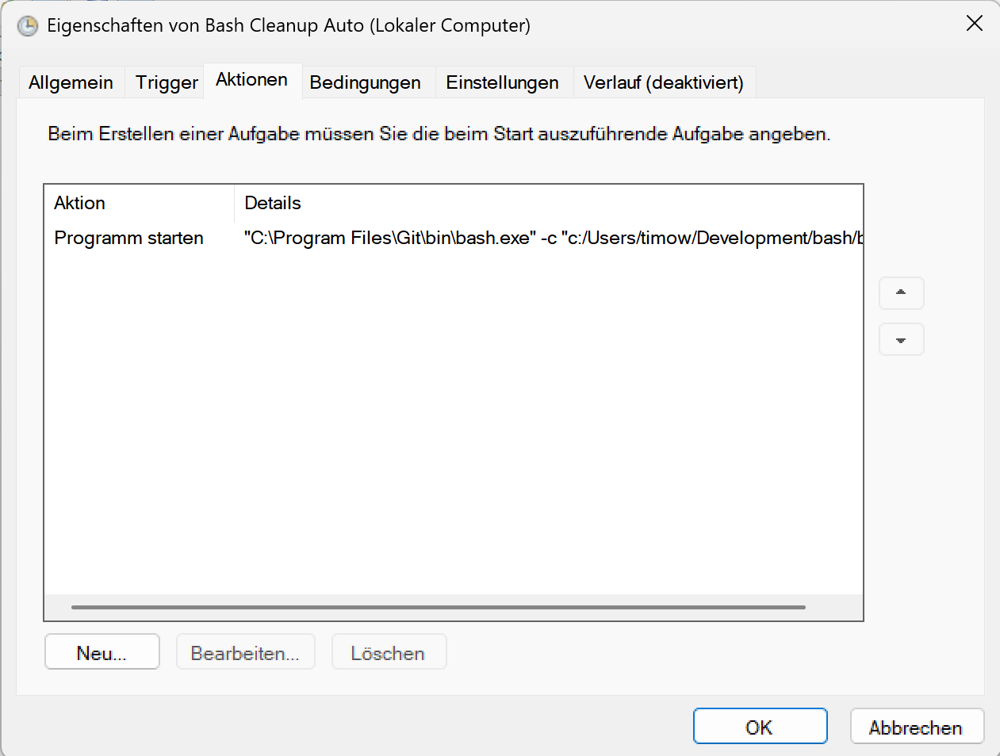 Eigenschaften von Bash Cleanup Auto (Lokaler Computer)
Allgemein Trigger Aktionen Bedingungen Einstellungen Verlauf (deaktiviert)
Beim Erstellen einer Aufgabe müssen Sie die beim Start auszuführende Aufgabe angeben.
Aktion Details
Programm starten "C:\Program Files\Git\bin\bash.exe" -c "c:/Users/timow/Development/bash/b
Neu... Bearbeiten... Löschen
OK Abbrechen